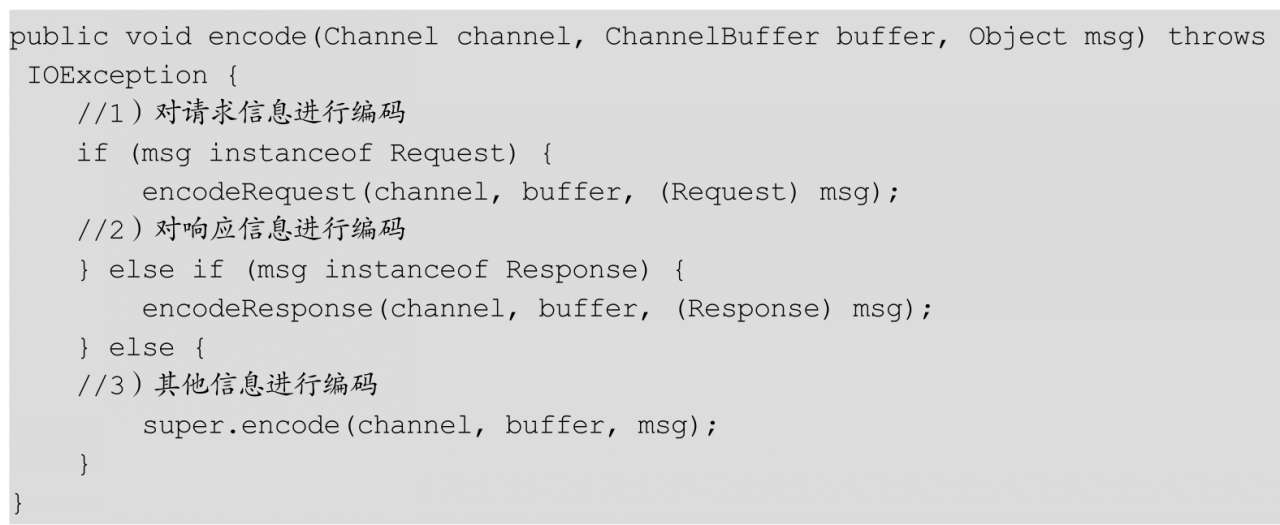 public void encode(Channel channel, ChannelBuffer buffer, Object msg) throws
IOException {
//1）对请求信息进行编码
if (msg instanceof Request) {
encodeRequest(channel, buffer, (Request) msg);
//2）对响应信息进行编码
} else if (msg instanceof Response) {
encodeResponse(channel, buffer, (Response) msg);
} else {
//3）其他信息进行编码
super.encode(channel, buffer, msg);
}
}